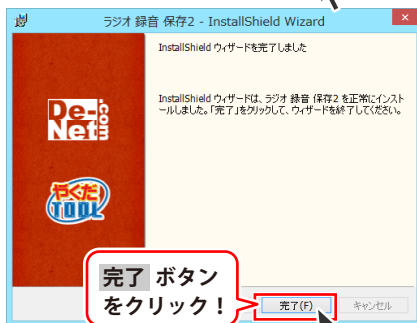 ラジオ 録音 保存2 - InstallShield Wizard
InstallShield ウィザードを完了しました
InstallShield ウィザードは、ラジオ 録音 保存2 を正常にインスト
ールしました。「完了」をクリックして、ウィザードを終了してください。
De-
Net
.com
やくだち
TOOL
完了 ボタン
をクリック！
完了(F)
キャンセル